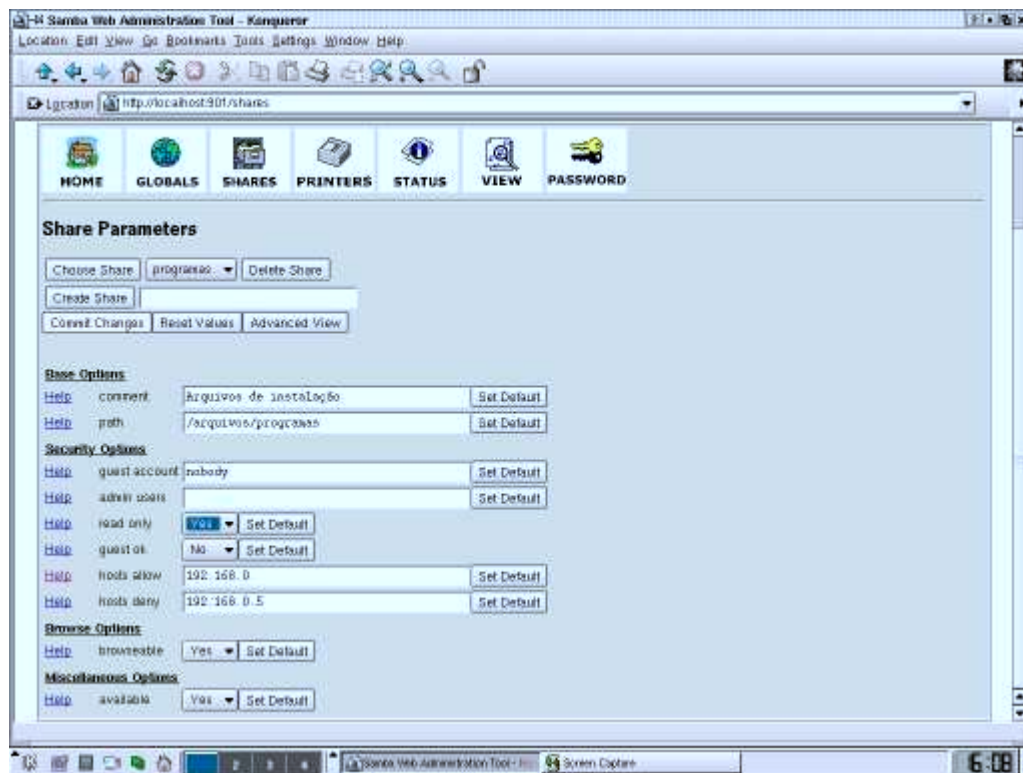 Samba Web Administration Tool - Konqueror
Location Edit View Go Bookmarks Tools Settings Window Help
Location http://localhost:901/shares
HOME GLOBALS SHARES PRINTERS STATUS VIEW PASSWORD
Share Parameters
Choose Share programas Delete Share
Create Share
Commit Changes Reset Values Advanced View
Base Options
Help comment Arquivos de instalação Set Default
Help path /arquivos/programas Set Default
Security Options
Help guest account nobody Set Default
Help admin users Set Default
Help read only Yes Set Default
Help guest ok No Set Default
Help hosts allow 192.168.0 Set Default
Help hosts deny 192.168.0.5 Set Default
Browse Options
Help browseable Yes Set Default
Miscellaneous Options
Help available Yes Set Default
2 3 4 Samba Web Administration Tool - Screen Capture 6:08